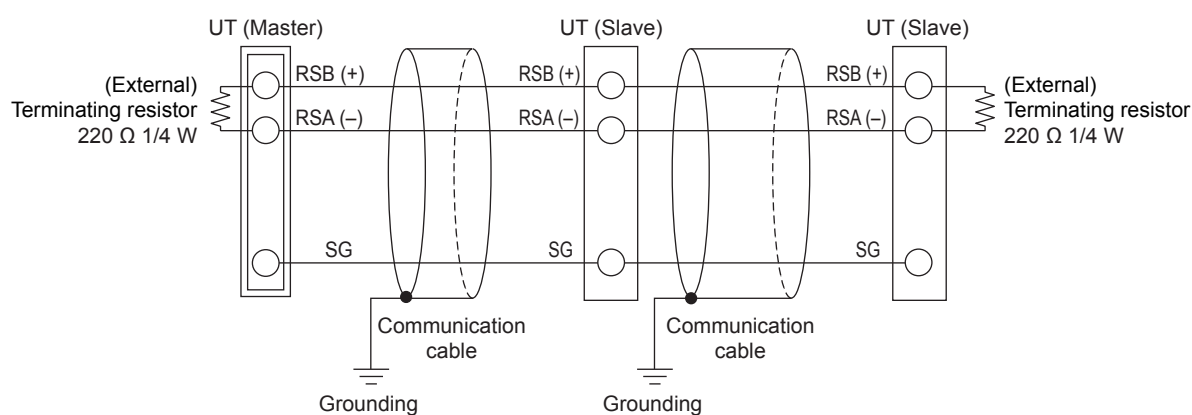 UT (Master)
UT (Slave)
UT (Slave)
(External)
Terminating resistor
220 Ω 1/4 W
RSB (+)
RSB (+)
RSB (+)
(External)
Terminating resistor
220 Ω 1/4 W
RSA (–)
RSA (–)
RSA (–)
SG
SG
SG
Communication
cable
Communication
cable
Grounding
Grounding